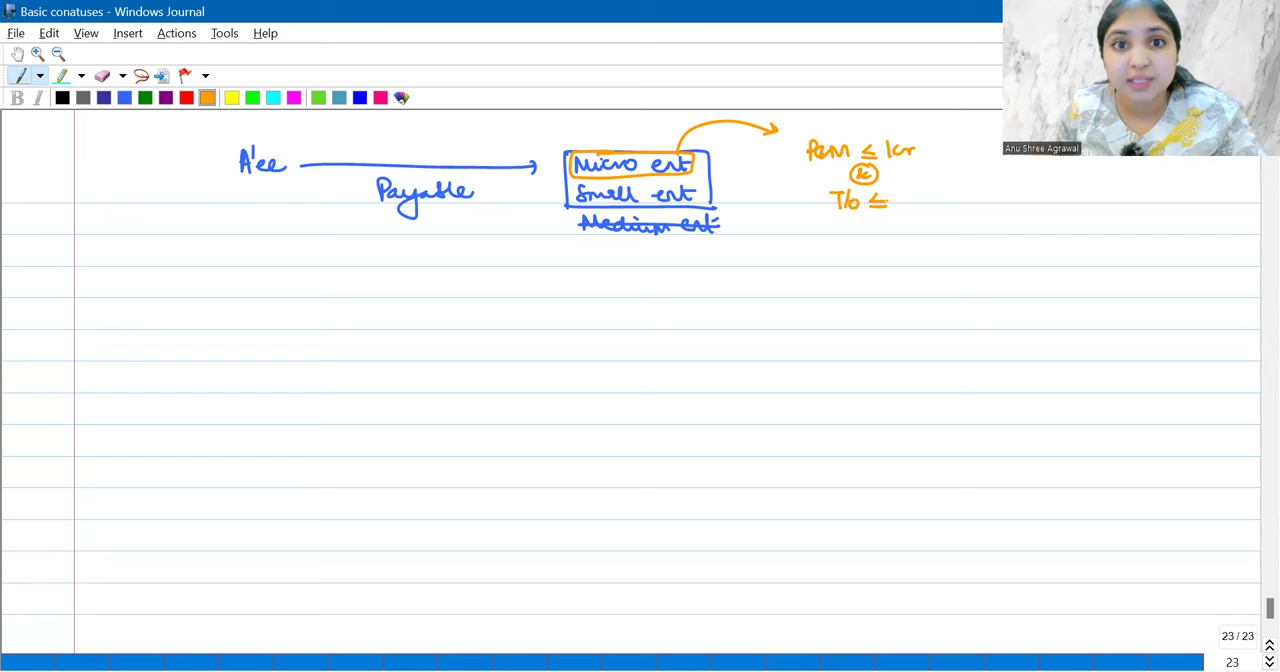 Basic conatuses - Windows Journal
File Edit View Insert Actions Tools Help
B I
Anu Shree Agrawal
A'ee
Payable
Micro ent
Small ent
Medium ent
P&M ≤ 1cr
&
T/o ≤
23 / 23
23